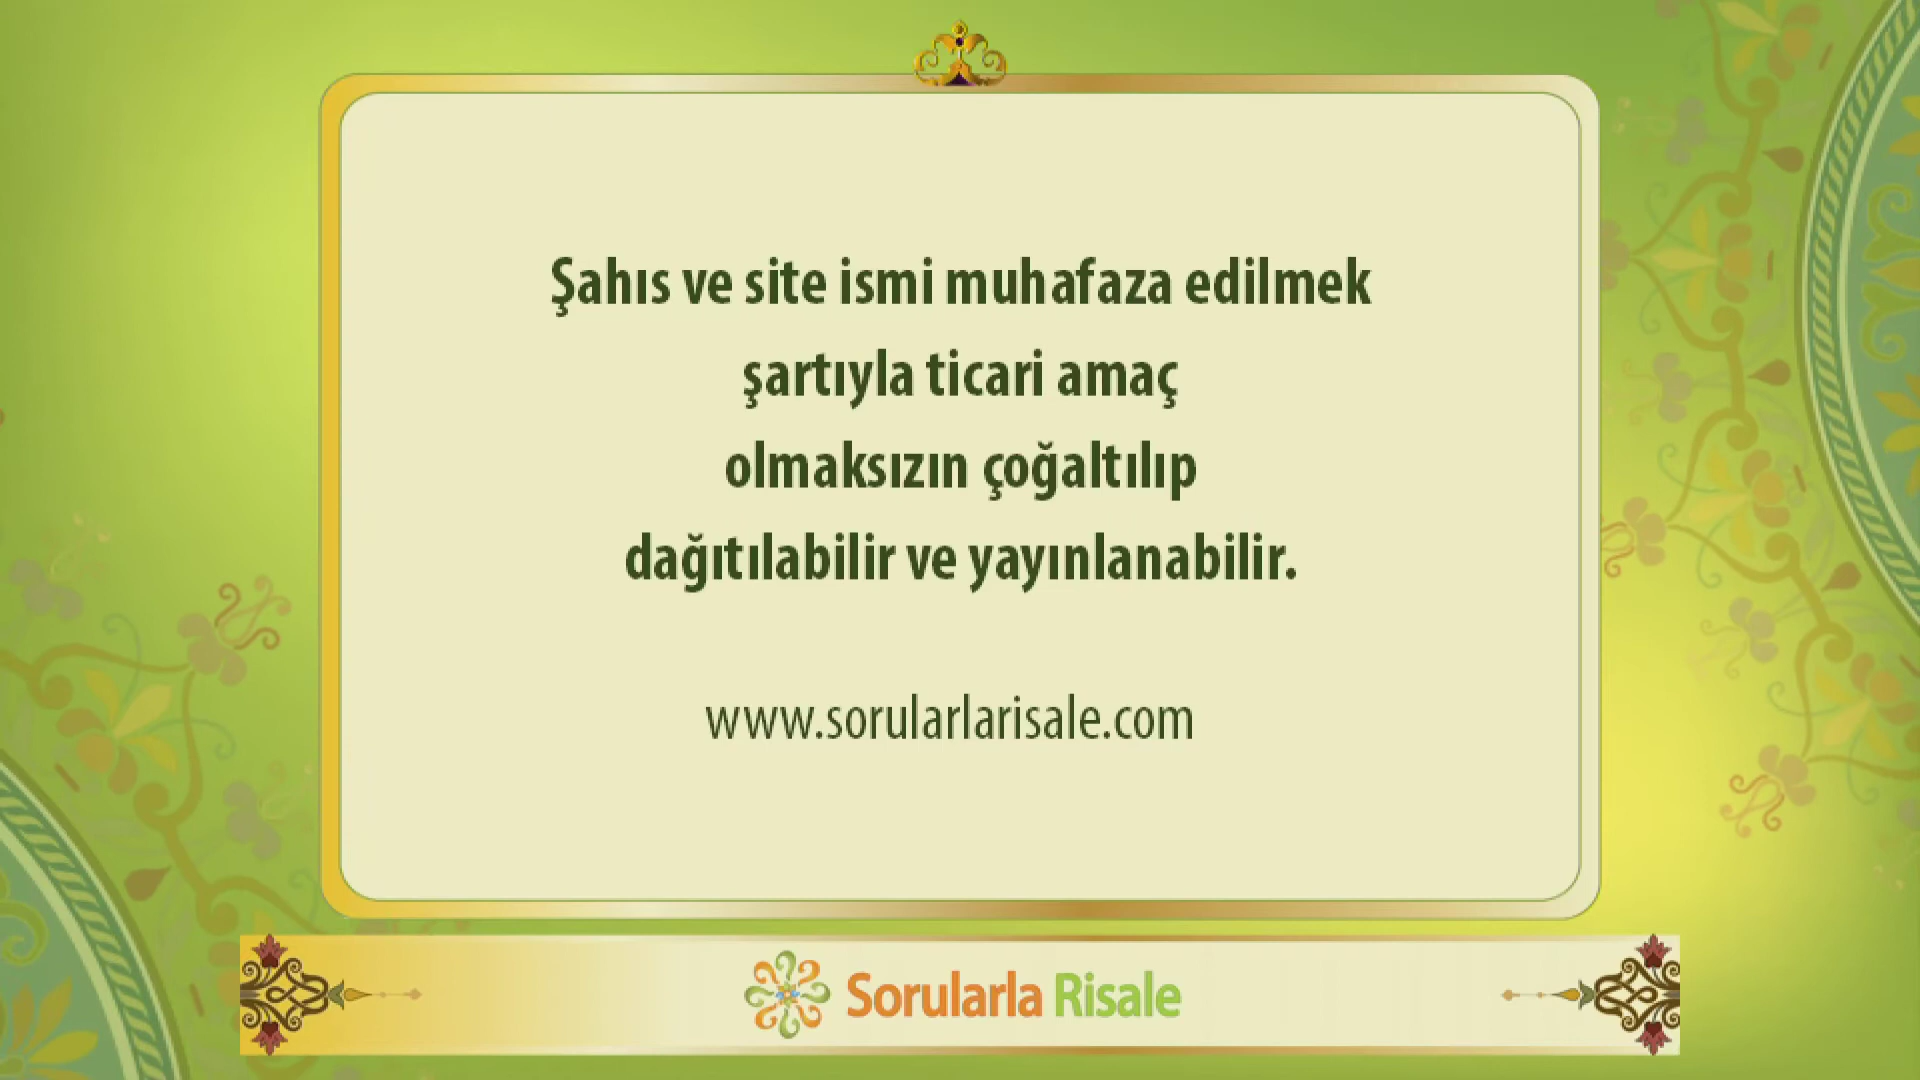 Şahıs ve site ismi muhafaza edilmek
şartıyla ticari amaç
olmaksızın çoğaltılıp
dağıtılabilir ve yayınlanabilir.
www.sorularlarisale.com
Sorularla Risale